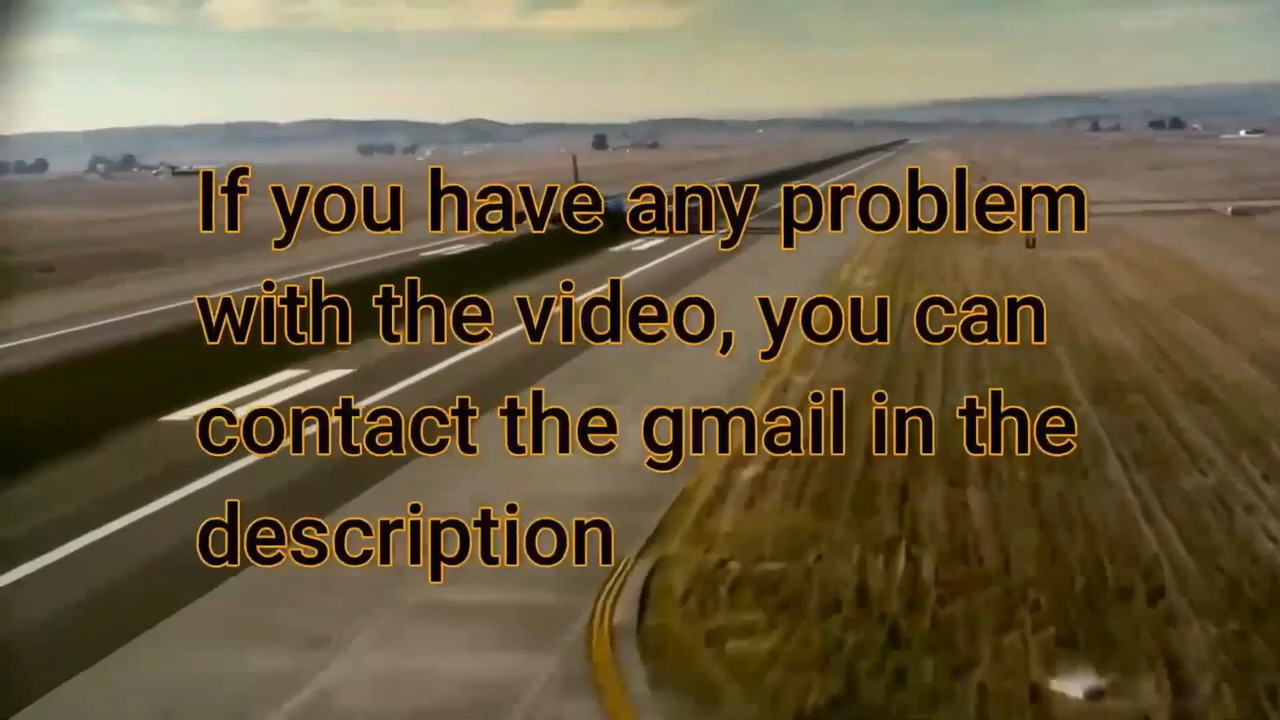 If you have any problem
with the video, you can
contact the gmail in the
description